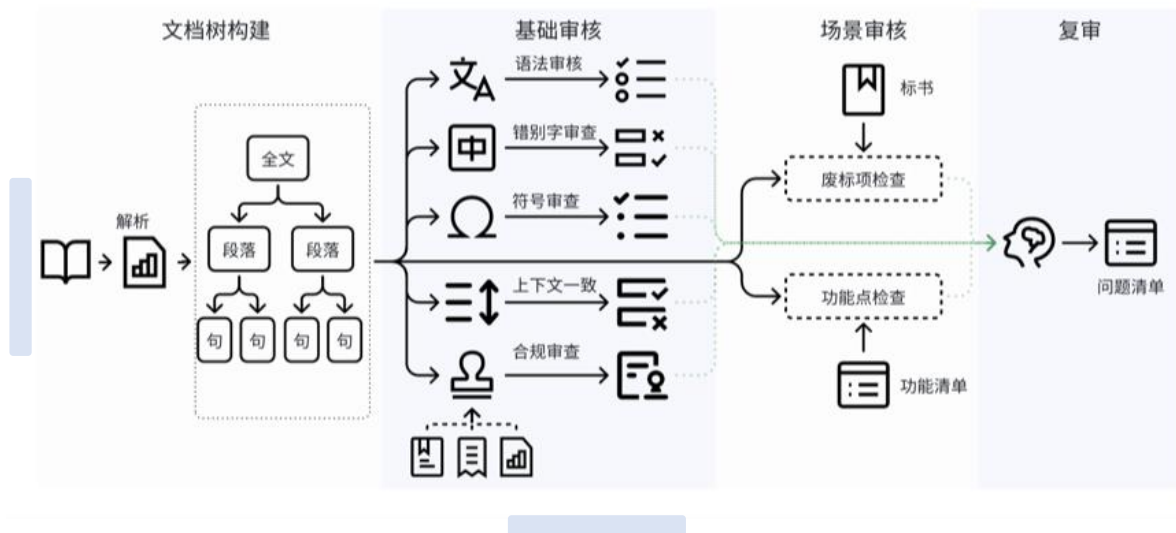 文档树构建
基础审核
场景审核
复审
解析
全文
段落
段落
句
句
句
句
语法审核
错别字审查
中
符号审查
上下文一致
合规审查
标书
废标项检查
功能点检查
功能清单
问题清单
文A
Ω